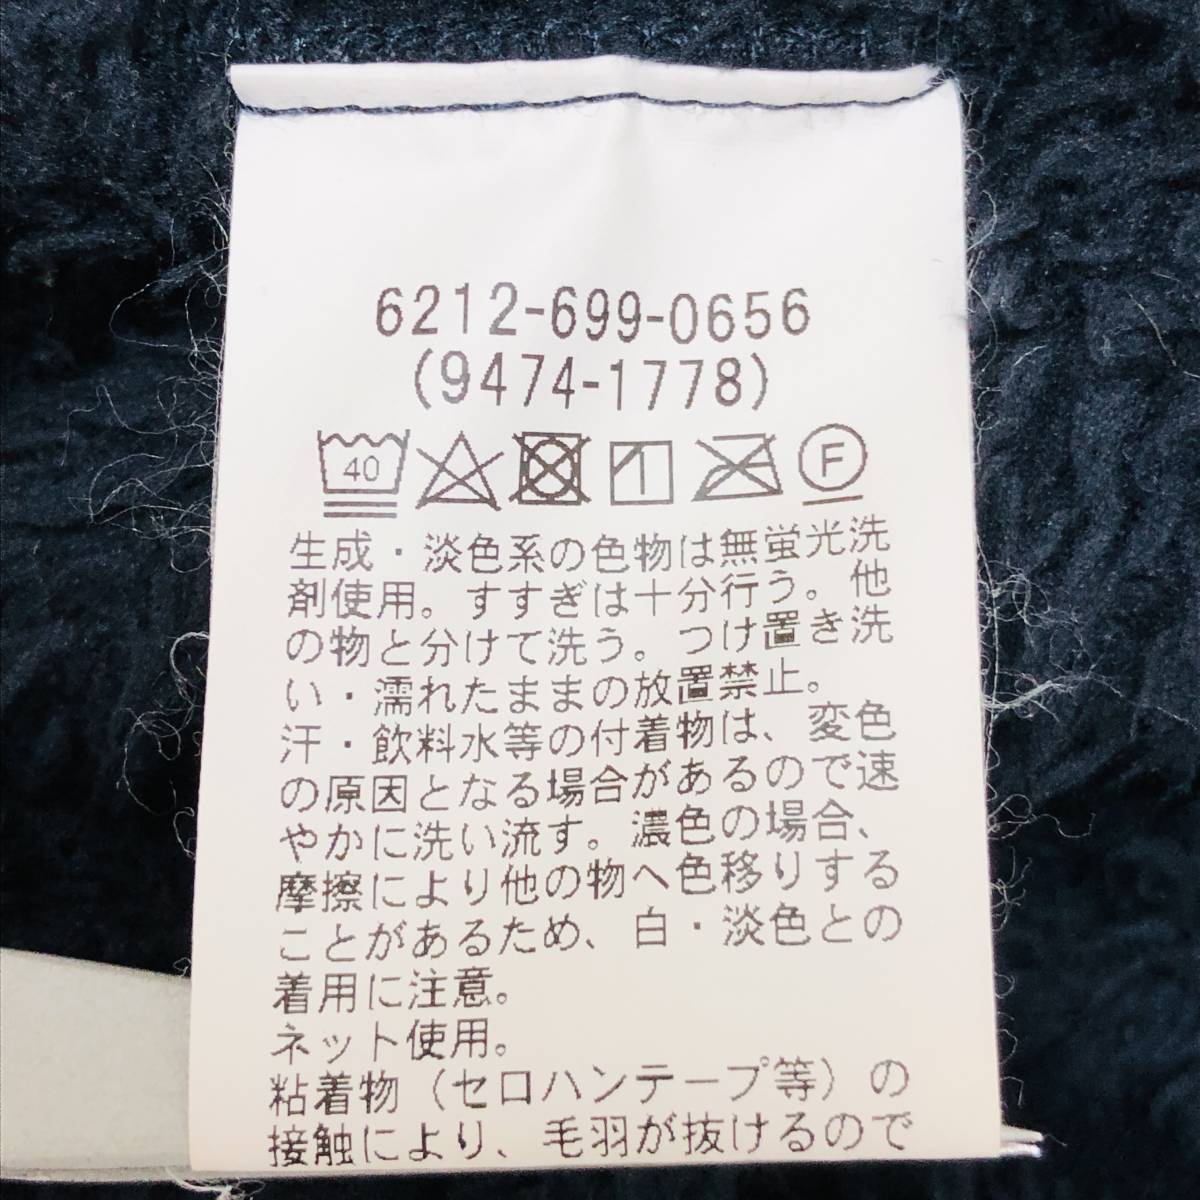 6212-699-0656
(9474-1778)
40 F
生成・淡色系の色物は無蛍光洗
剤使用。すすぎは十分行う。他
の物と分けて洗う。つけ置き洗
い・濡れたままの放置禁止。
汗・飲料水等の付着物は、変色
の原因となる場合があるので速
やかに洗い流す。濃色の場合、
摩擦により他の物へ色移りする
ことがあるため、白・淡色との
着用に注意。
ネット使用。
粘着物（セロハンテープ等）の
接触により、毛羽が抜けるので